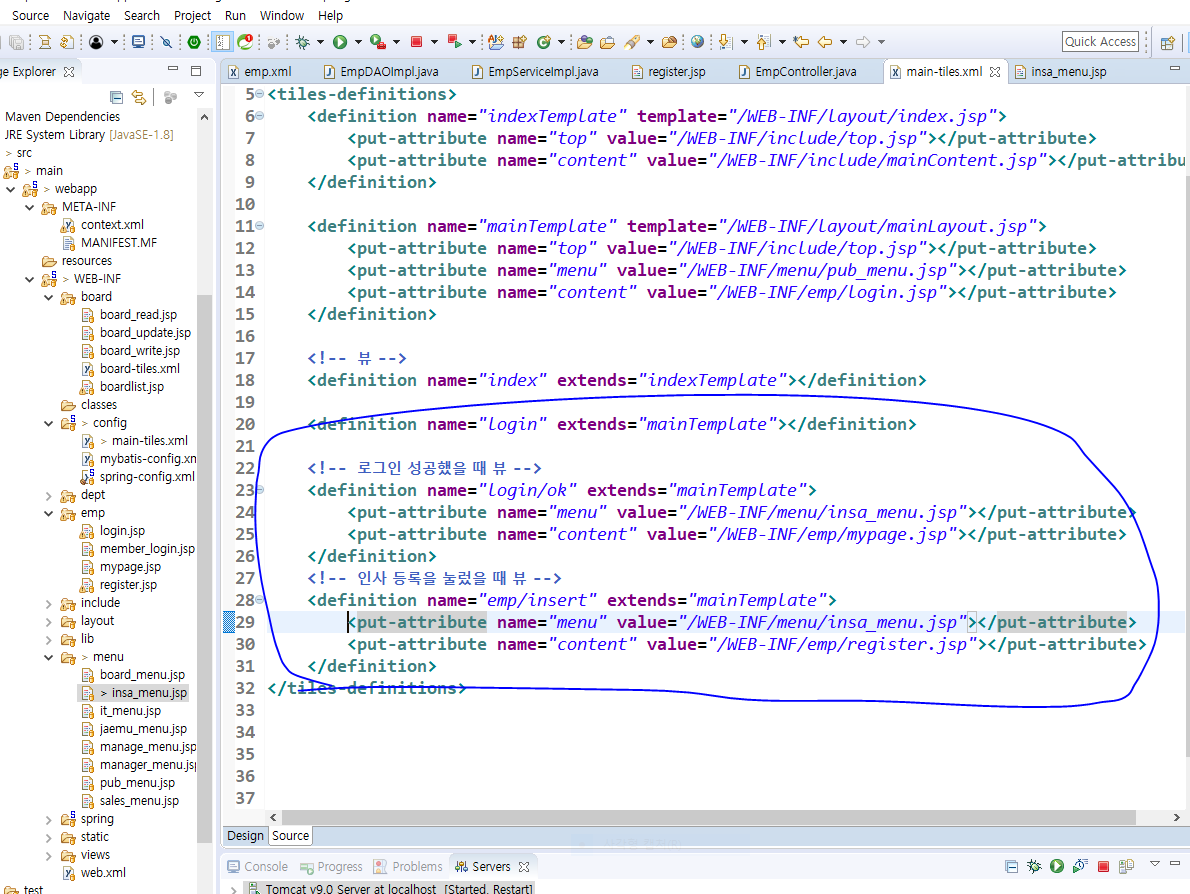 Source Navigate Search Project Run Window Help
Quick Access
ge Explorer
emp.xml EmpDAOImpl.java EmpServiceImpl.java register.jsp EmpController.java main-tiles.xml insa_menu.jsp
Maven Dependencies
JRE System Library [JavaSE-1.8]
> src
> main
> webapp
META-INF
context.xml
MANIFEST.MF
resources
> WEB-INF
board
board_read.jsp
board_update.jsp
board_write.jsp
board-tiles.xml
boardlist.jsp
classes
> config
> main-tiles.xml
mybatis-config.xn
spring-config.xml
dept
emp
login.jsp
member_login.jsp
mypage.jsp
register.jsp
include
layout
lib
> menu
board_menu.jsp
> insa_menu.jsp
it_menu.jsp
jaemu_menu.jsp
manage_menu.jsp
manager_menu.jsp
pub_menu.jsp
sales_menu.jsp
spring
static
views
web.xml
test
5 <tiles-definitions>
6 <definition name="indexTemplate" template="/WEB-INF/layout/index.jsp">
7 <put-attribute name="top" value="/WEB-INF/include/top.jsp"></put-attribute>
8 <put-attribute name="content" value="/WEB-INF/include/mainContent.jsp"></put-attribu
9 </definition>
10
11 <definition name="mainTemplate" template="/WEB-INF/layout/mainLayout.jsp">
12 <put-attribute name="top" value="/WEB-INF/include/top.jsp"></put-attribute>
13 <put-attribute name="menu" value="/WEB-INF/menu/pub_menu.jsp"></put-attribute>
14 <put-attribute name="content" value="/WEB-INF/emp/login.jsp"></put-attribute>
15 </definition>
16
17 <!-- 뷰 -->
18 <definition name="index" extends="indexTemplate"></definition>
19
20 <definition name="login" extends="mainTemplate"></definition>
21
22 <!-- 로그인 성공했을 때 뷰 -->
23 <definition name="login/ok" extends="mainTemplate">
24 <put-attribute name="menu" value="/WEB-INF/menu/insa_menu.jsp"></put-attribute>
25 <put-attribute name="content" value="/WEB-INF/emp/mypage.jsp"></put-attribute>
26 </definition>
27 <!-- 인사 등록을 눌렀을 때 뷰 -->
28 <definition name="emp/insert" extends="mainTemplate">
29 <put-attribute name="menu" value="/WEB-INF/menu/insa_menu.jsp"></put-attribute>
30 <put-attribute name="content" value="/WEB-INF/emp/register.jsp"></put-attribute>
31 </definition>
32 </tiles-definitions>
33
34
35
36
37
Design Source
Console Progress Problems Servers
Tomcat v9.0 Server at localhost [Started, Restart]